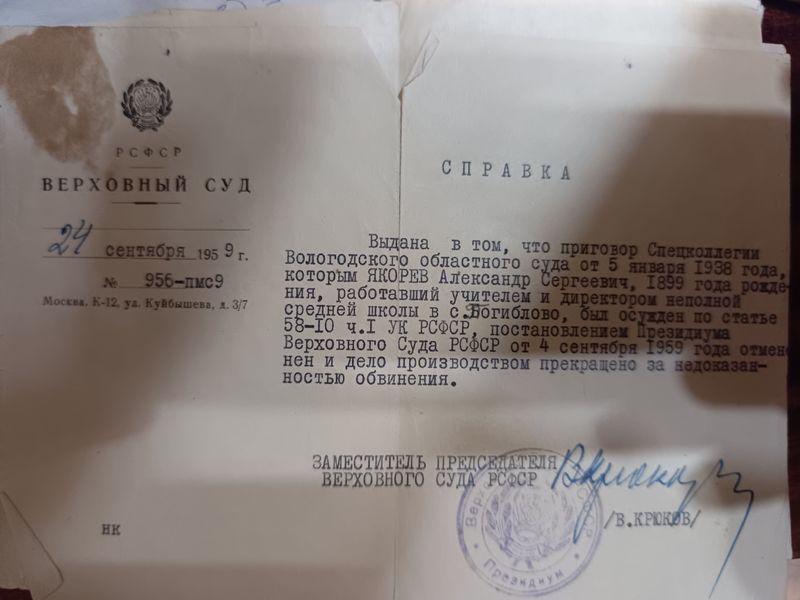 РСФСР
ВЕРХОВНЫЙ СУД
24 сентября 1959 г.
№ 956-пмс9
Москва, К-12, ул. Куйбышева, д. 3/7
СПРАВКА
Выдана в том, что приговор Спецколлегии
Вологодского областного суда от 5 января 1938 года,
которым ЯКОРЕВ Александр Сергеевич, 1899 года рожде-
ния, работавший учителем и директором неполной
средней школы в с. Богиблово, был осужден по статье
58-10 ч.I УК РСФСР, постановлением Президиума
Верховного Суда РСФСР от 4 сентября 1959 года отме-
нен и дело производством прекращено за недоказан-
ностью обвинения.
ЗАМЕСТИТЕЛЬ ПРЕДСЕДАТЕЛЯ
ВЕРХОВНОГО СУДА РСФСР
/В.КРЮКОВ/
НК
Президиум